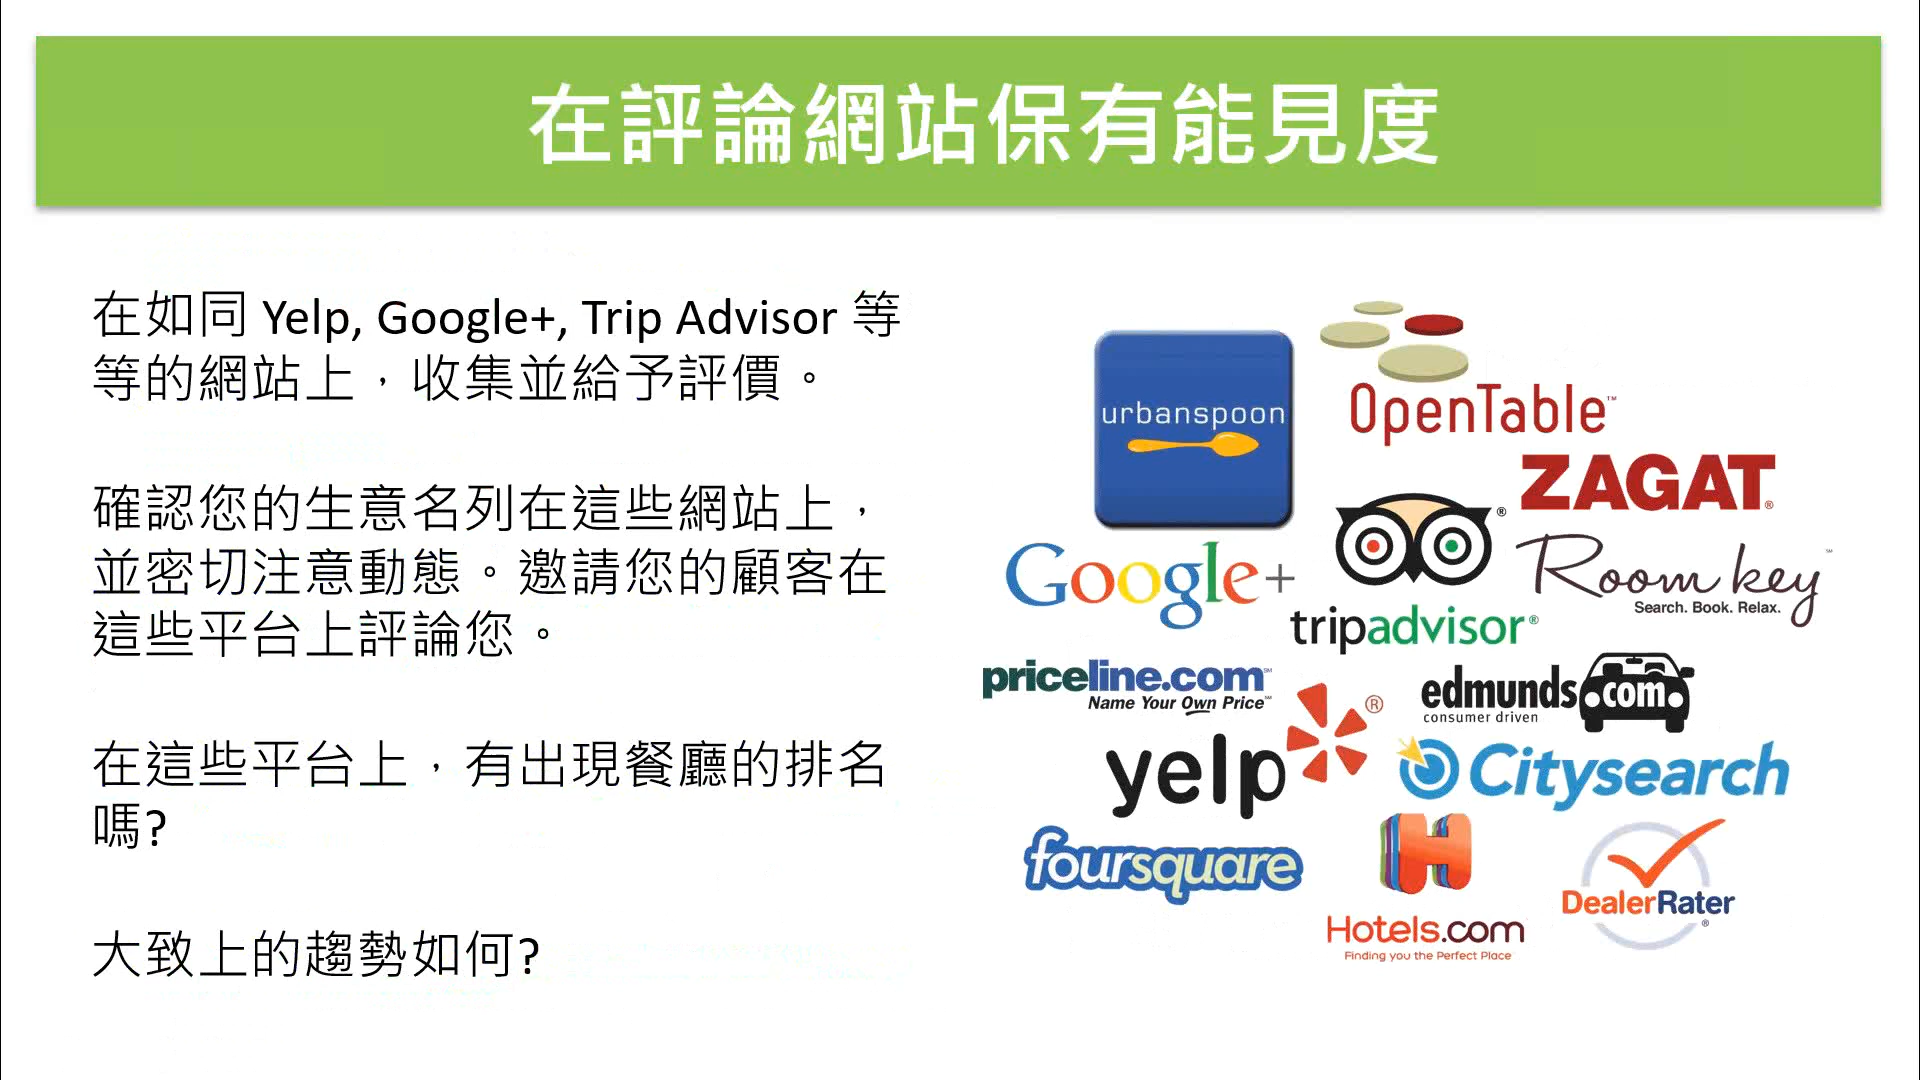 在評論網站保有能見度
在如同 Yelp, Google+, Trip Advisor 等
等的網站上，收集並給予評價。
確認您的生意名列在這些網站上，
並密切注意動態。邀請您的顧客在
這些平台上評論您。
在這些平台上，有出現餐廳的排名
嗎?
大致上的趨勢如何?
urbanspoon
OpenTable™
ZAGAT®
Google+
tripadvisor®
Room key
Search. Book. Relax.
priceline.com℠
Name Your Own Price℠
edmunds.com
consumer driven
yelp®
Citysearch
foursquare
H
Hotels.com
Finding you the Perfect Place
DealerRater®